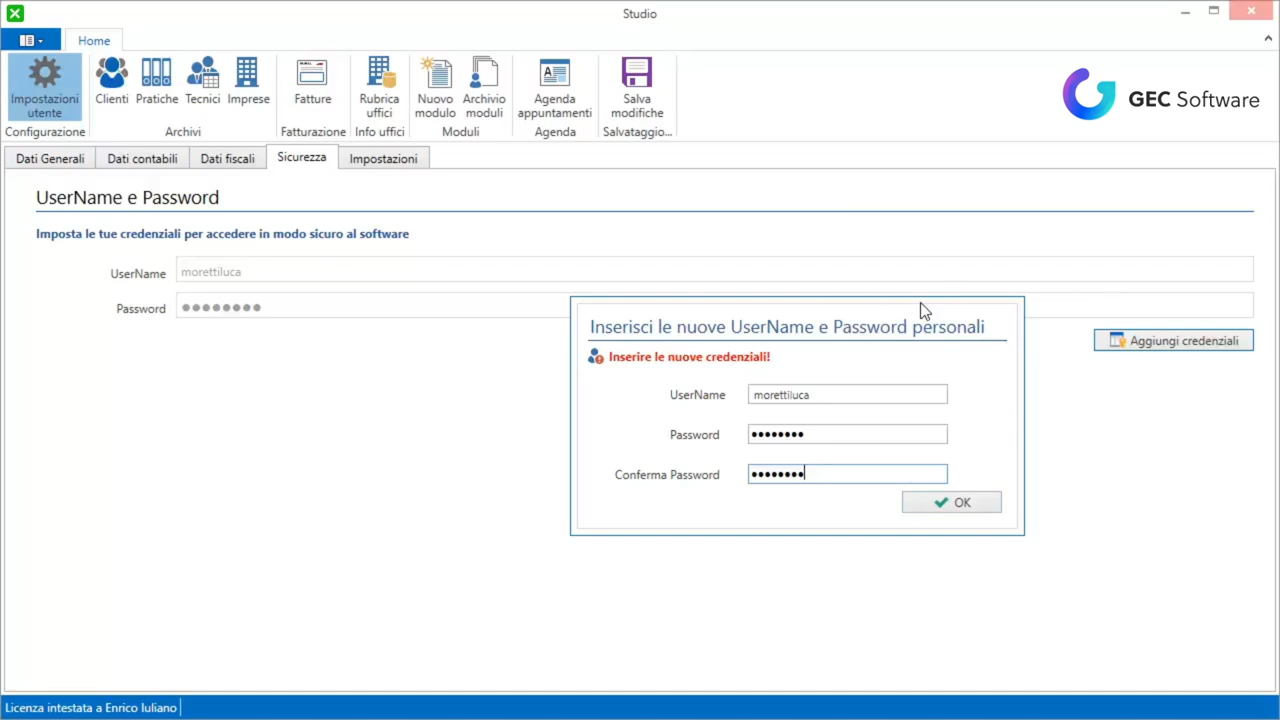 Studio
Home
Impostazioni utente
Clienti
Pratiche
Tecnici
Imprese
Fatture
Rubrica uffici
Nuovo modulo
Archivio moduli
Agenda appuntamenti
Salva modifiche
Configurazione
Archivi
Fatturazione
Info uffici
Moduli
Agenda
Salvataggio...
GEC Software
Dati Generali
Dati contabili
Dati fiscali
Sicurezza
Impostazioni
UserName e Password
Imposta le tue credenziali per accedere in modo sicuro al software
UserName
morettiluca
Password
●●●●●●●●
Aggiungi credenziali
Inserisci le nuove UserName e Password personali
Inserire le nuove credenziali!
UserName
morettiluca
Password
●●●●●●●●
Conferma Password
●●●●●●●●
OK
Licenza intestata a Enrico Iuliano